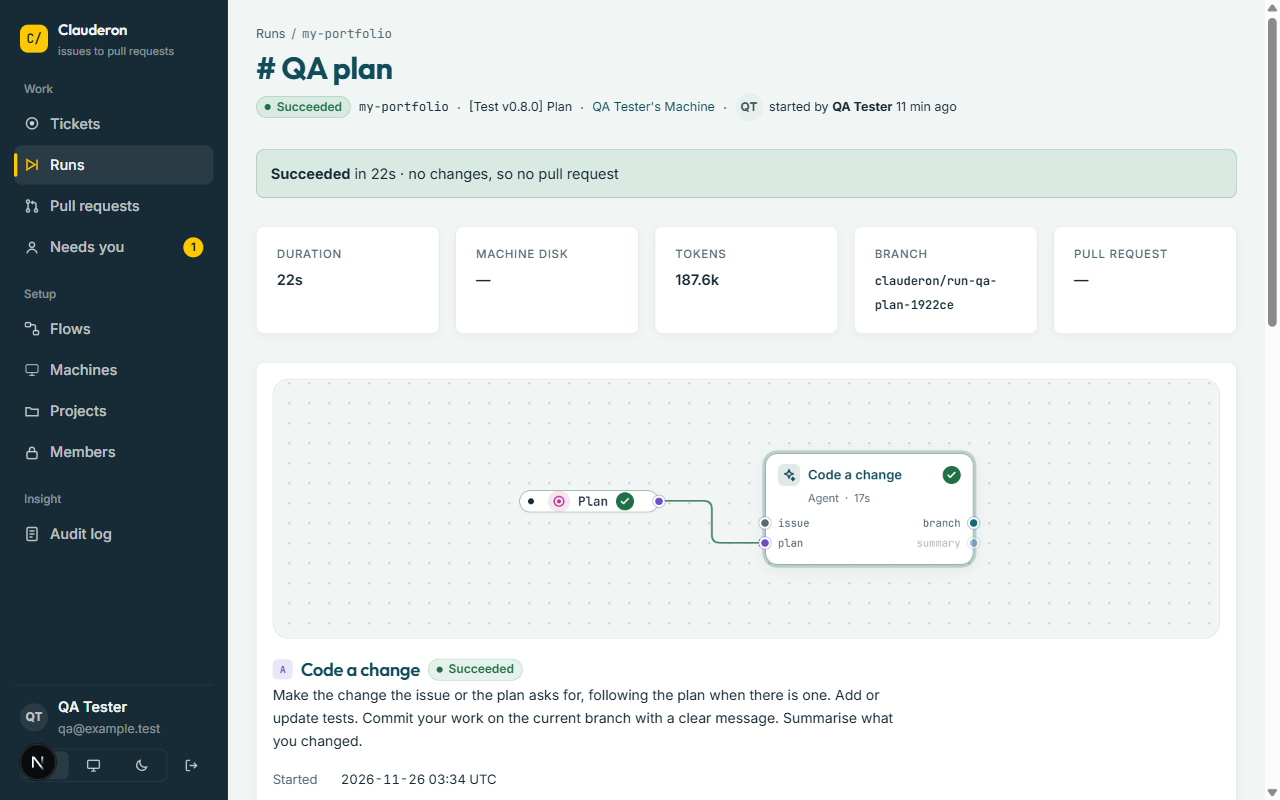 C/
Clauderon
issues to pull requests
Work
Tickets
Runs
Pull requests
Needs you
1
Setup
Flows
Machines
Projects
Members
Insight
Audit log
QT
QA Tester
qa@example.test
N
Runs / my-portfolio
# QA plan
Succeeded my-portfolio · [Test v0.8.0] Plan · QA Tester's Machine · QT started by QA Tester 11 min ago
Succeeded in 22s · no changes, so no pull request
DURATION
22s
MACHINE DISK
—
TOKENS
187.6k
BRANCH
clauderon/run-qa-
plan-1922ce
PULL REQUEST
—
Plan
Code a change
Agent · 17s
issue branch
plan summary
A Code a change Succeeded
Make the change the issue or the plan asks for, following the plan when there is one. Add or
update tests. Commit your work on the current branch with a clear message. Summarise what
you changed.
Started 2026-11-26 03:34 UTC